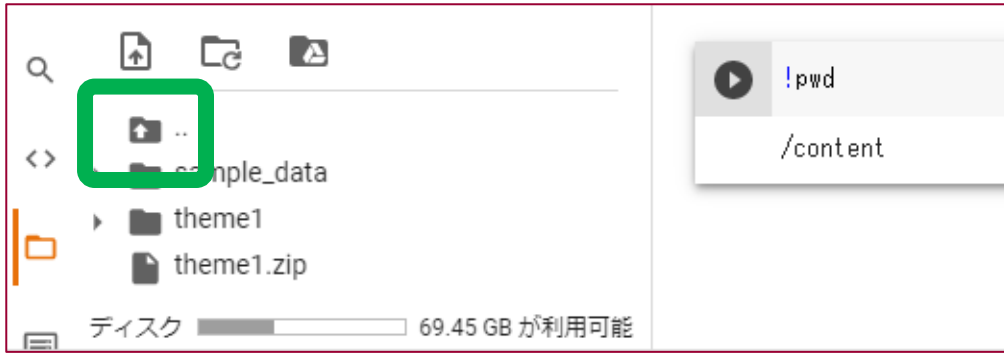 !pwd
/content
..
sample_data
theme1
theme1.zip
ディスク 69.45 GB が利用可能